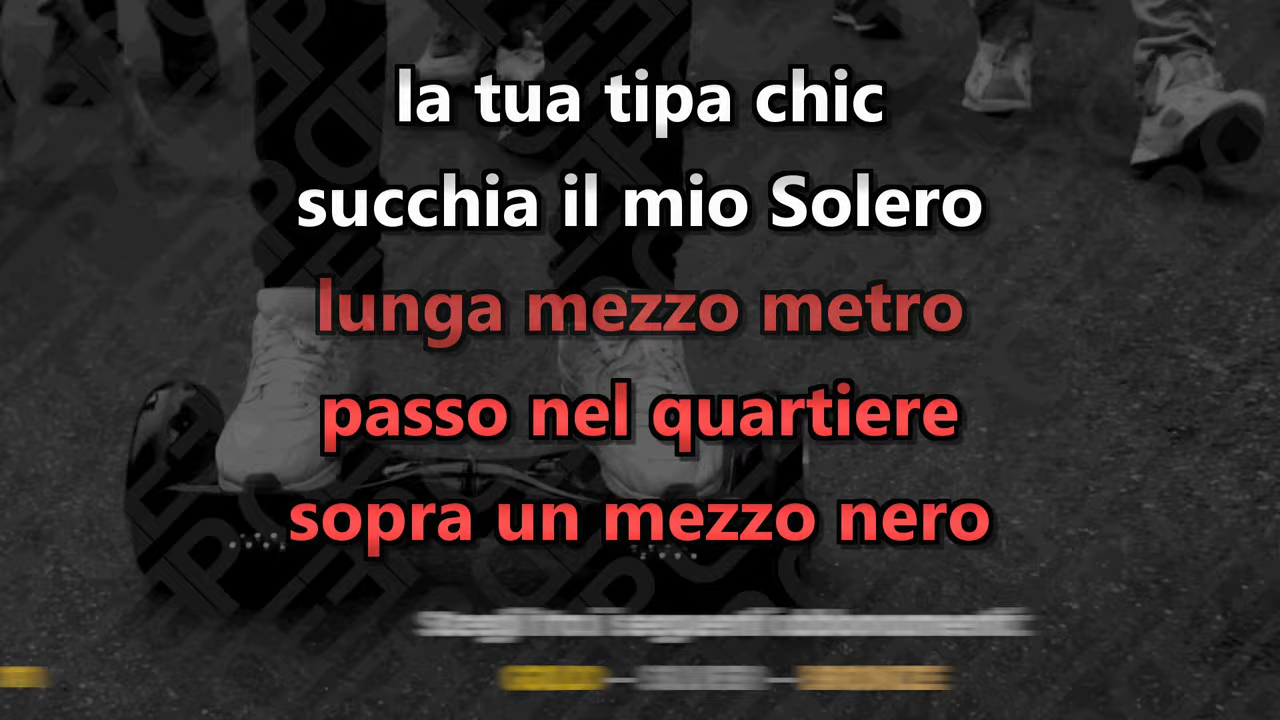 la tua tipa chic
succhia il mio Solero
lunga mezzo metro
passo nel quartiere
sopra un mezzo nero